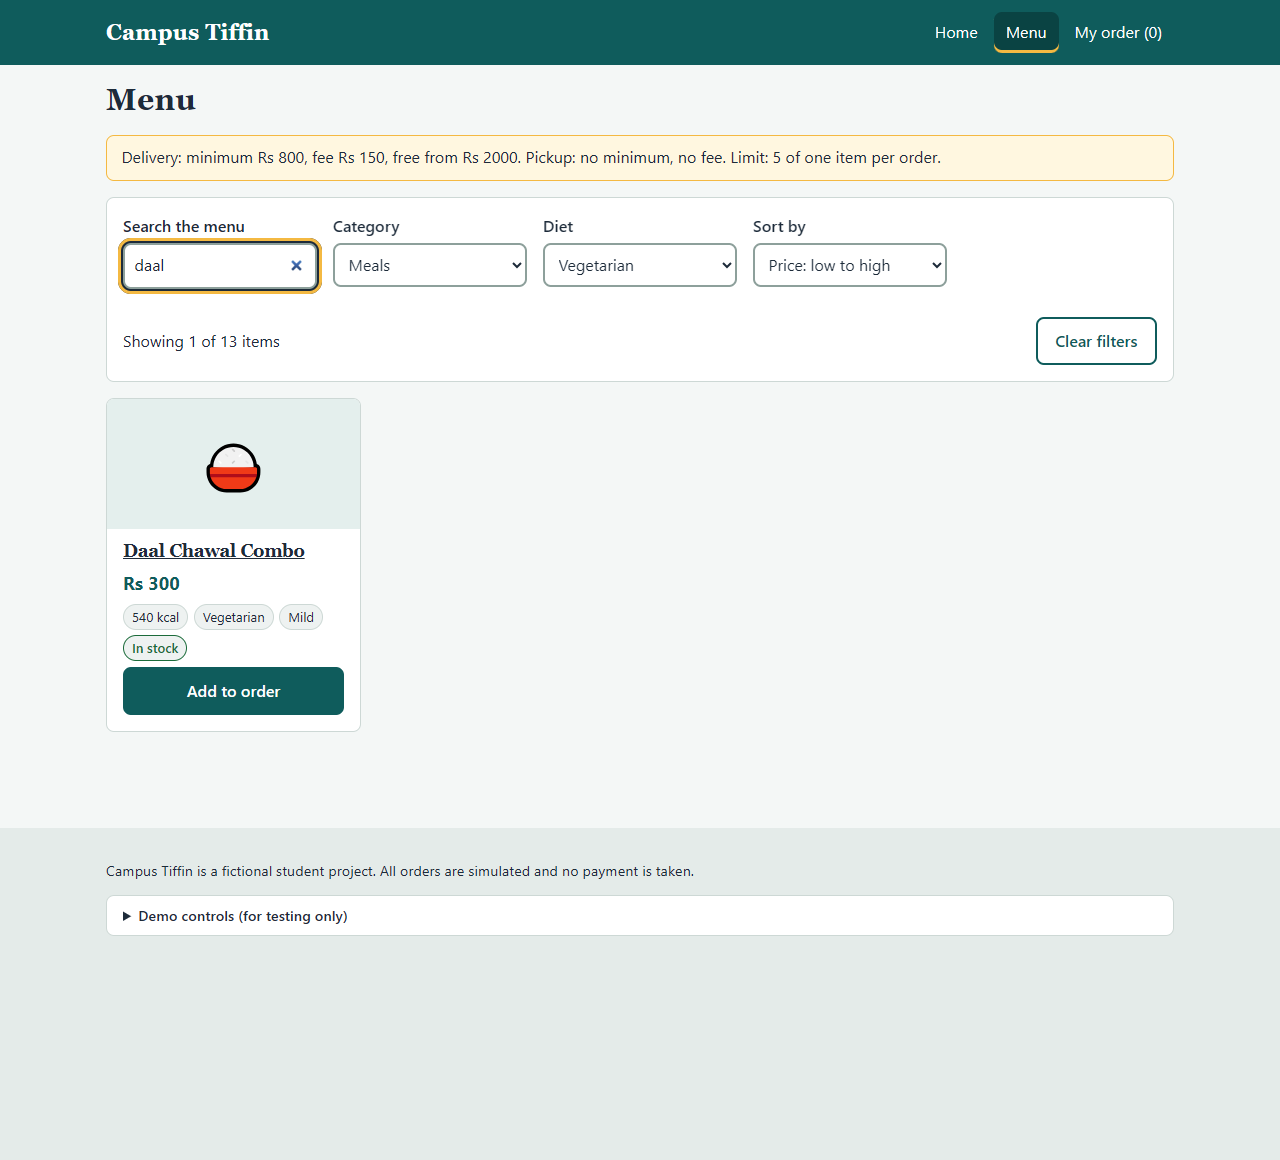 Campus Tiffin
Home Menu My order (0)
Menu
Delivery: minimum Rs 800, fee Rs 150, free from Rs 2000. Pickup: no minimum, no fee. Limit: 5 of one item per order.
Search the menu Category Diet Sort by
daal Meals Vegetarian Price: low to high
Showing 1 of 13 items
Clear filters
Daal Chawal Combo
Rs 300
540 kcal Vegetarian Mild
In stock
Add to order
Campus Tiffin is a fictional student project. All orders are simulated and no payment is taken.
Demo controls (for testing only)